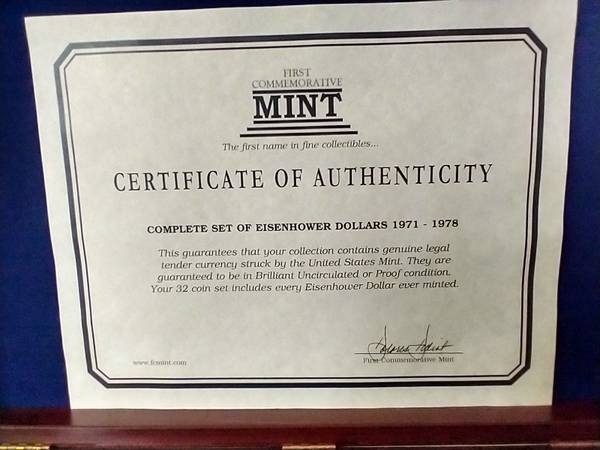 FIRST
COMMEMORATIVE
MINT
The first name in fine collectibles...
CERTIFICATE OF AUTHENTICITY
COMPLETE SET OF EISENHOWER DOLLARS 1971 - 1978
This guarantees that your collection contains genuine legal
tender currency struck by the United States Mint. They are
guaranteed to be in Brilliant Uncirculated or Proof condition.
Your 32 coin set includes every Eisenhower Dollar ever minted.
www.fcmint.com
First Commemorative Mint